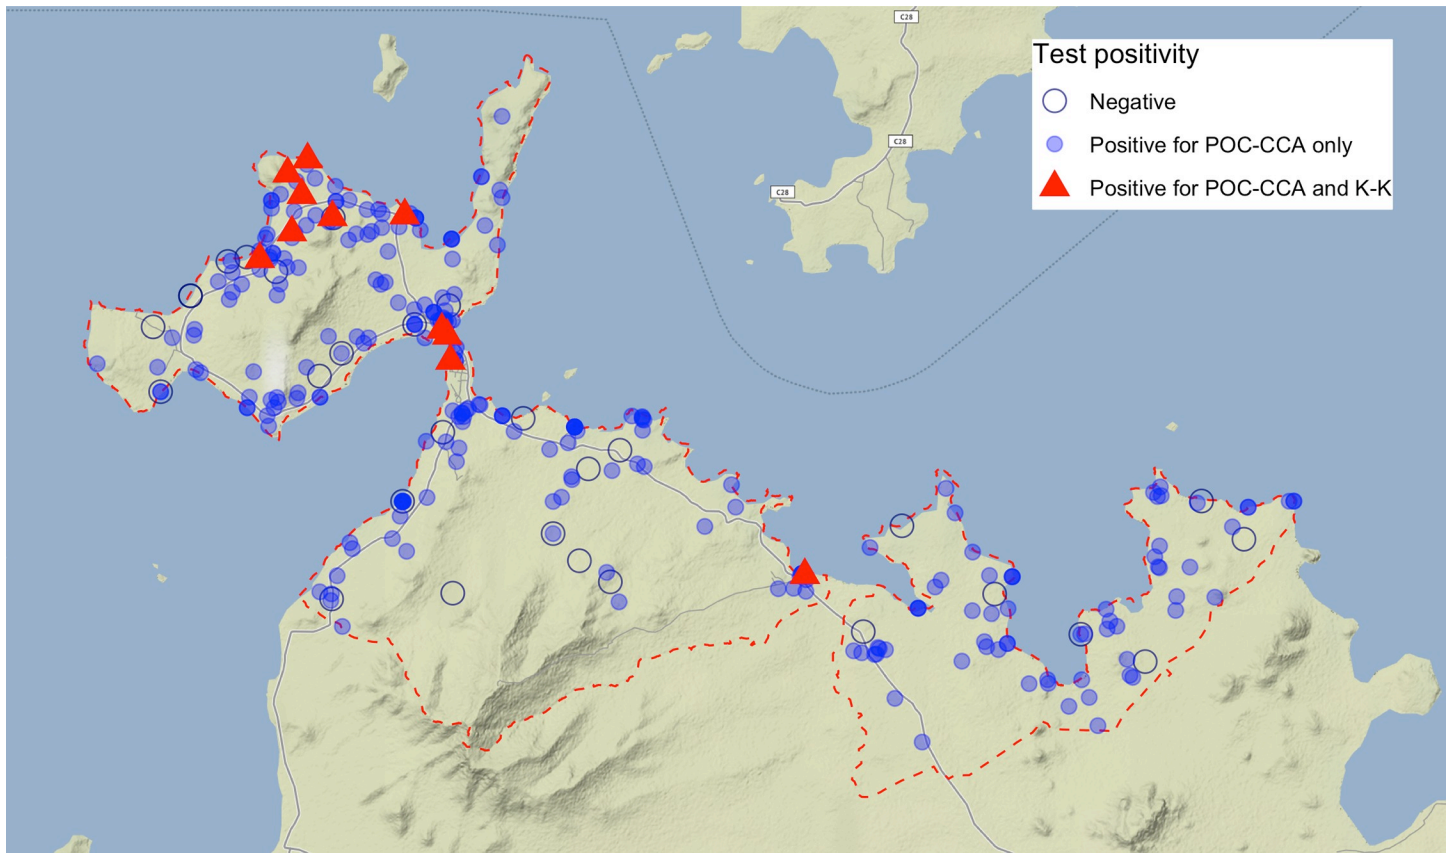 C28
Test positivity
Negative
C28
Positive for POC-CCA only
C28
Positive for POC-CCA and K-K